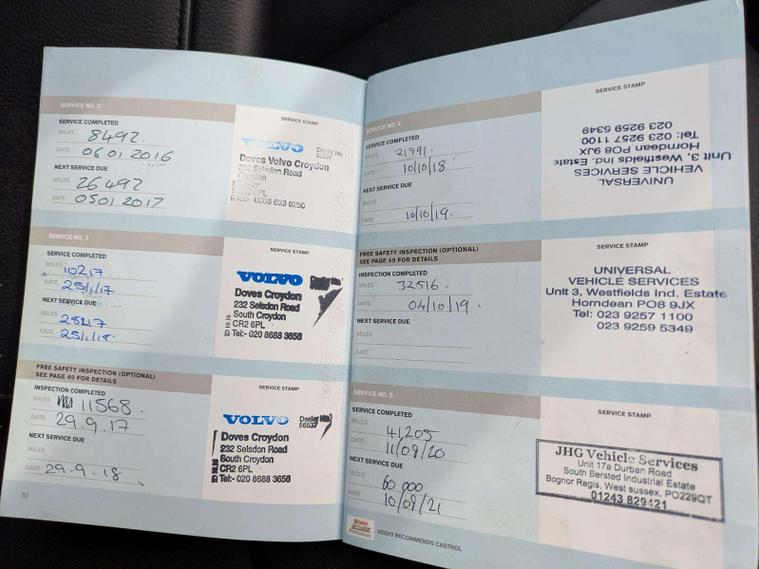 SERVICE NO. 2
SERVICE COMPLETED
MILES 8492.
DATE 06 01 2016
NEXT SERVICE DUE
MILES 26492
DATE 05 01 2017
SERVICE STAMP
VOLVO
Doves Volvo Croydon
Selsdon Road
SERVICE NO. 3
SERVICE COMPLETED
10217
25/1/17
NEXT SERVICE DUE
28217
DATE 25/1/18
SERVICE STAMP
VOLVO
Doves Croydon
232 Selsdon Road
South Croydon
CR2 6PL
Tel:- 020 8688 3656
FREE SAFETY INSPECTION (OPTIONAL)
SEE PAGE 49 FOR DETAILS
INSPECTION COMPLETED
MILES 11568.
DATE 29.9.17
NEXT SERVICE DUE
MILES
DATE 29-9.18
SERVICE STAMP
VOLVO
Doves Croydon
232 Selsdon Road
South Croydon
CR2 6PL
Tel:- 020 8688 3656
52
SERVICE NO. 4
SERVICE COMPLETED
MILES 21791.
DATE 10/10/18
NEXT SERVICE DUE
MILES
DATE 10/10/19.
SERVICE STAMP
UNIVERSAL
VEHICLE SERVICES
Unit 3, Westfields Ind. Estate
Horndean PO8 9JX
Tel: 023 9257 1100
023 9259 5349
FREE SAFETY INSPECTION (OPTIONAL)
SEE PAGE 49 FOR DETAILS
INSPECTION COMPLETED
MILES 32516.
DATE 04/10/19.
NEXT SERVICE DUE
MILES
DATE
SERVICE STAMP
UNIVERSAL
VEHICLE SERVICES
Unit 3, Westfields Ind. Estate
Horndean PO8 9JX
Tel: 023 9257 1100
023 9259 5349
SERVICE NO. 5
SERVICE COMPLETED
MILES 41205
DATE 11/09/20
NEXT SERVICE DUE
MILES 60,000
DATE 10/09/21
SERVICE STAMP
JHG Vehicle Services
Unit 17a Durban Road
South Bersted Industrial Estate
Bognor Regis, West sussex, PO229QT
01243 829421
VOLVO RECOMMENDS CASTROL